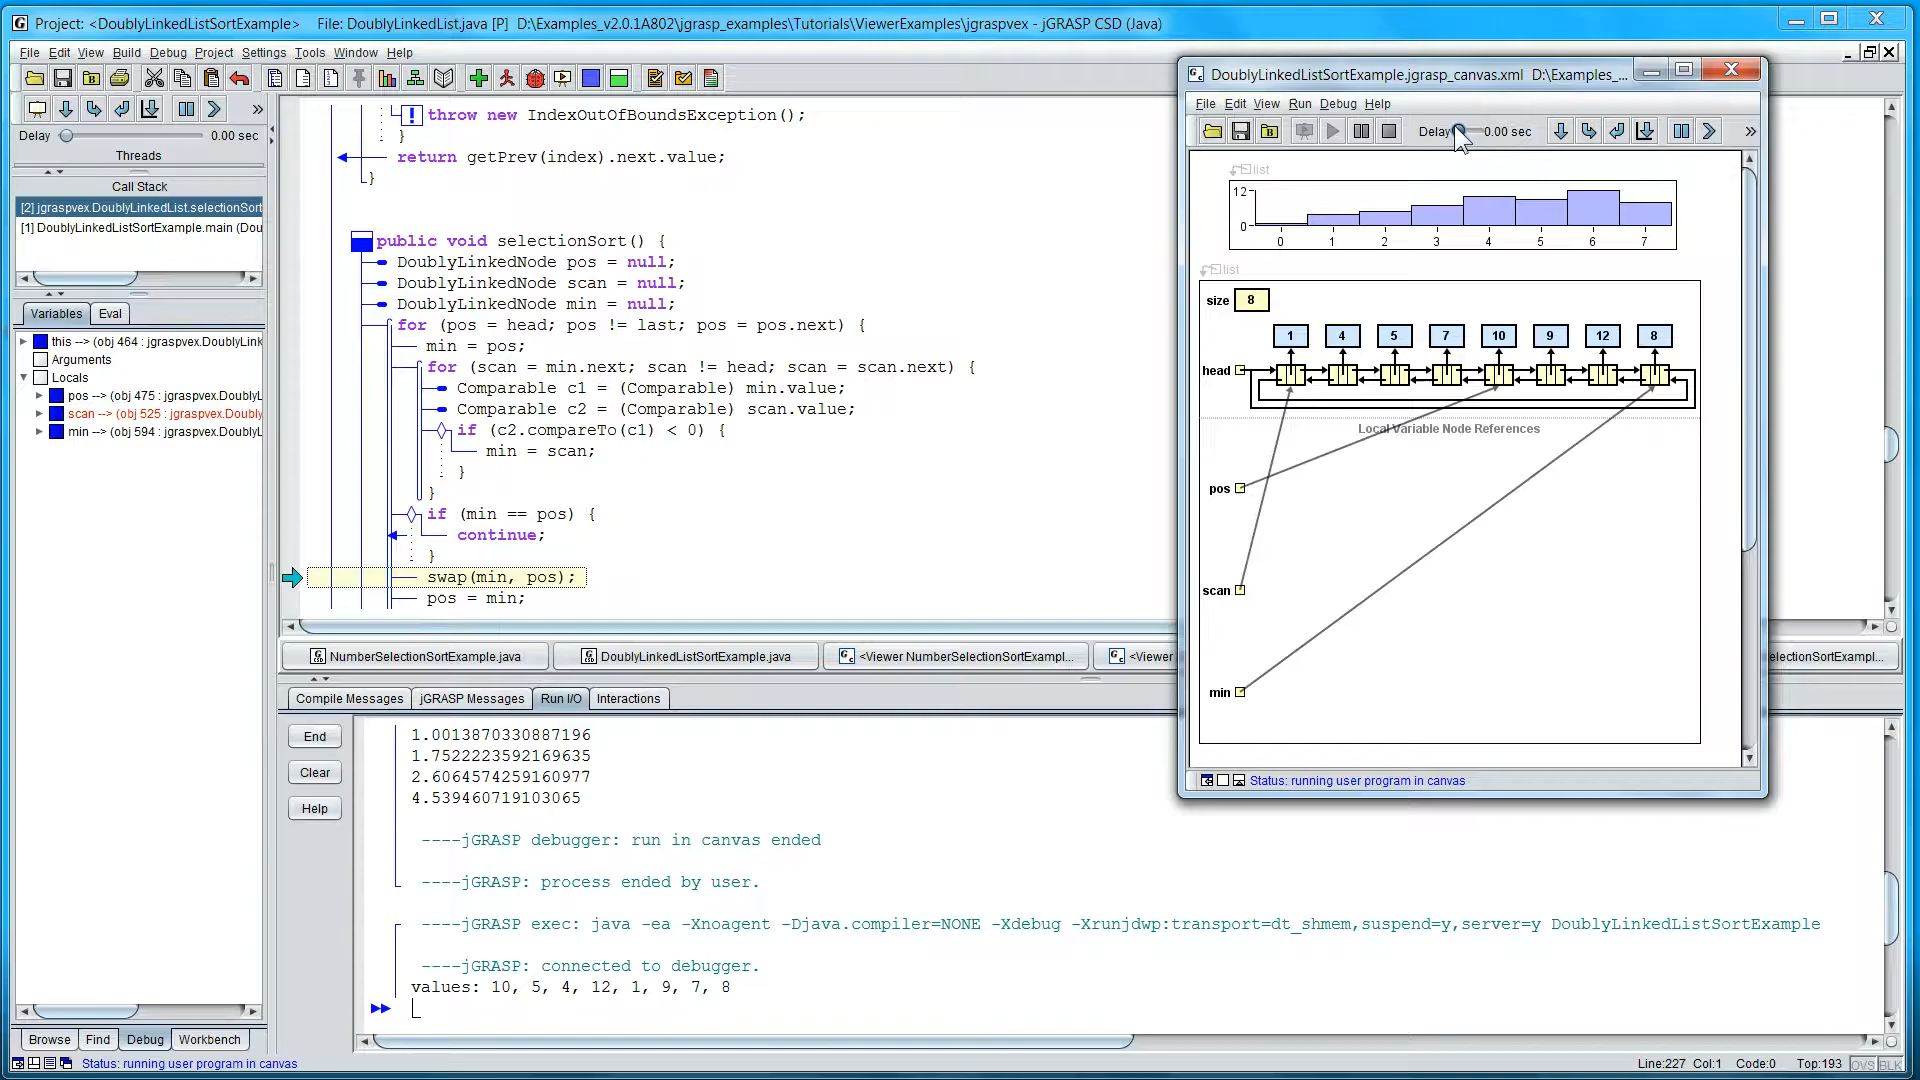 Project: <DoublyLinkedListSortExample>   File: DoublyLinkedList.java [P]  D:\Examples_v2.0.1A802\jgrasp_examples\Tutorials\ViewerExamples\jgraspvex - jGRASP CSD (Java)
File Edit View Build Debug Project Settings Tools Window Help
Delay 0.00 sec
Threads
Call Stack
[2] jgraspvex.DoublyLinkedList.selectionSort
[1] DoublyLinkedListSortExample.main (Dou
Variables Eval
this --> (obj 464 : jgraspvex.DoublyLink
Arguments
Locals
pos --> (obj 475 : jgraspvex.DoublyL
scan --> (obj 525 : jgraspvex.Doubly
min --> (obj 594 : jgraspvex.DoublyL
Browse Find Debug Workbench
Status: running user program in canvas
throw new IndexOutOfBoundsException();
}
return getPrev(index).next.value;
}
public void selectionSort() {
DoublyLinkedNode pos = null;
DoublyLinkedNode scan = null;
DoublyLinkedNode min = null;
for (pos = head; pos != last; pos = pos.next) {
min = pos;
for (scan = min.next; scan != head; scan = scan.next) {
Comparable c1 = (Comparable) min.value;
Comparable c2 = (Comparable) scan.value;
if (c2.compareTo(c1) < 0) {
min = scan;
}
}
if (min == pos) {
continue;
}
swap(min, pos);
pos = min;
NumberSelectionSortExample.java DoublyLinkedListSortExample.java <Viewer NumberSelectionSortExampl... <Viewer electionSortExampl...
Compile Messages jGRASP Messages Run I/O Interactions
End
Clear
Help
1.0013870330887196
1.7522223592169635
2.6064574259160977
4.539460719103065
----jGRASP debugger: run in canvas ended
----jGRASP: process ended by user.
----jGRASP exec: java -ea -Xnoagent -Djava.compiler=NONE -Xdebug -Xrunjdwp:transport=dt_shmem,suspend=y,server=y DoublyLinkedListSortExample
----jGRASP: connected to debugger.
values: 10, 5, 4, 12, 1, 9, 7, 8
Line:227 Col:1 Code:0 Top:193 OVS BLK
DoublyLinkedListSortExample.jgrasp_canvas.xml  D:\Examples_...
File Edit View Run Debug Help
Delay 0.00 sec
list
12
0
0 1 2 3 4 5 6 7
list
size 8
1 4 5 7 10 9 12 8
head
Local Variable Node References
pos
scan
min
Status: running user program in canvas